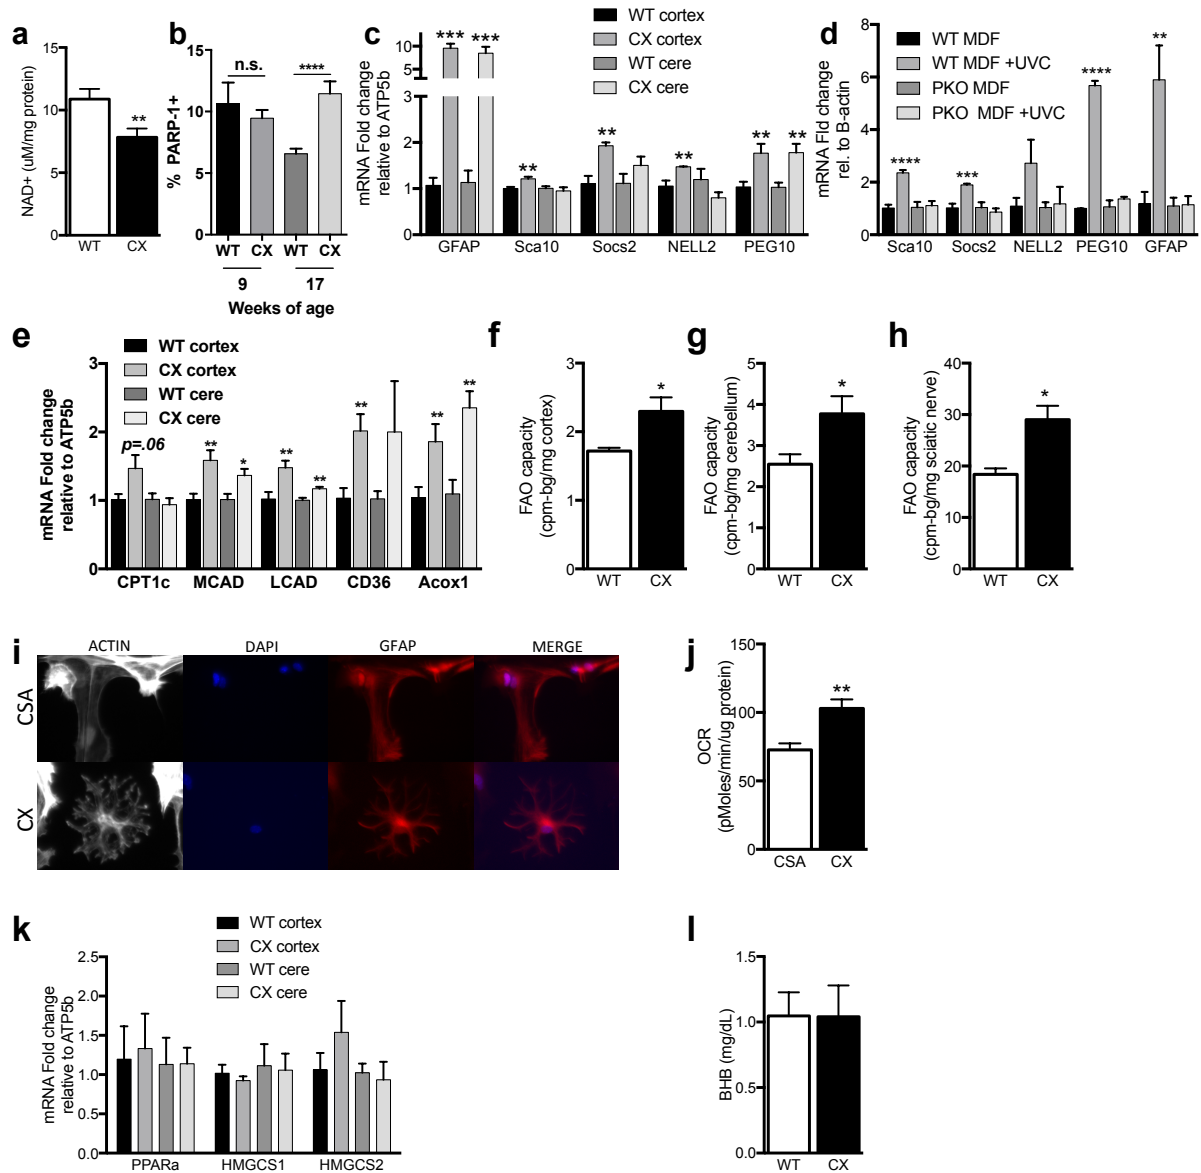 a
NAD+ (uM/mg protein)
15
10
5
0
**
WT
CX
b
% PARP-1+
15
10
5
0
n.s.
****
WT CX WT CX
9
17
Weeks of age
c
mRNA Fold change
relative to ATP5b
10
5
3
2
1
0
WT cortex
CX cortex
WT cere
CX cere
*** ***
**
**
**
** **
GFAP
Sca10
Socs2
NELL2
PEG10
d
mRNA Fld change
rel. to B-actin
8
6
4
2
0
WT MDF
WT MDF +UVC
PKO MDF
PKO MDF +UVC
****
***
****
**
Sca10
Socs2
NELL2
PEG10
GFAP
e
mRNA Fold change
relative to ATP5b
3
2
1
0
WT cortex
CX cortex
WT cere
CX cere
p=.06
**
*
**
**
**
**
**
CPT1c
MCAD
LCAD
CD36
Acox1
f
FAO capacity
(cpm-bg/mg cortex)
3
2
1
0
*
WT
CX
g
FAO capacity
(cpm-bg/mg cerebellum)
5
4
3
2
1
0
*
WT
CX
h
FAO capacity
(cpm-bg/mg sciatic nerve)
40
30
20
10
0
*
WT
CX
i
ACTIN
DAPI
GFAP
MERGE
CSA
CX
j
OCR
(pMoles/min/ug protein)
150
100
50
0
**
CSA
CX
k
mRNA Fold change
relative to ATP5b
2.5
2.0
1.5
1.0
0.5
0.0
WT cortex
CX cortex
WT cere
CX cere
PPARa
HMGCS1
HMGCS2
l
BHB (mg/dL)
1.5
1.0
0.5
0.0
WT
CX